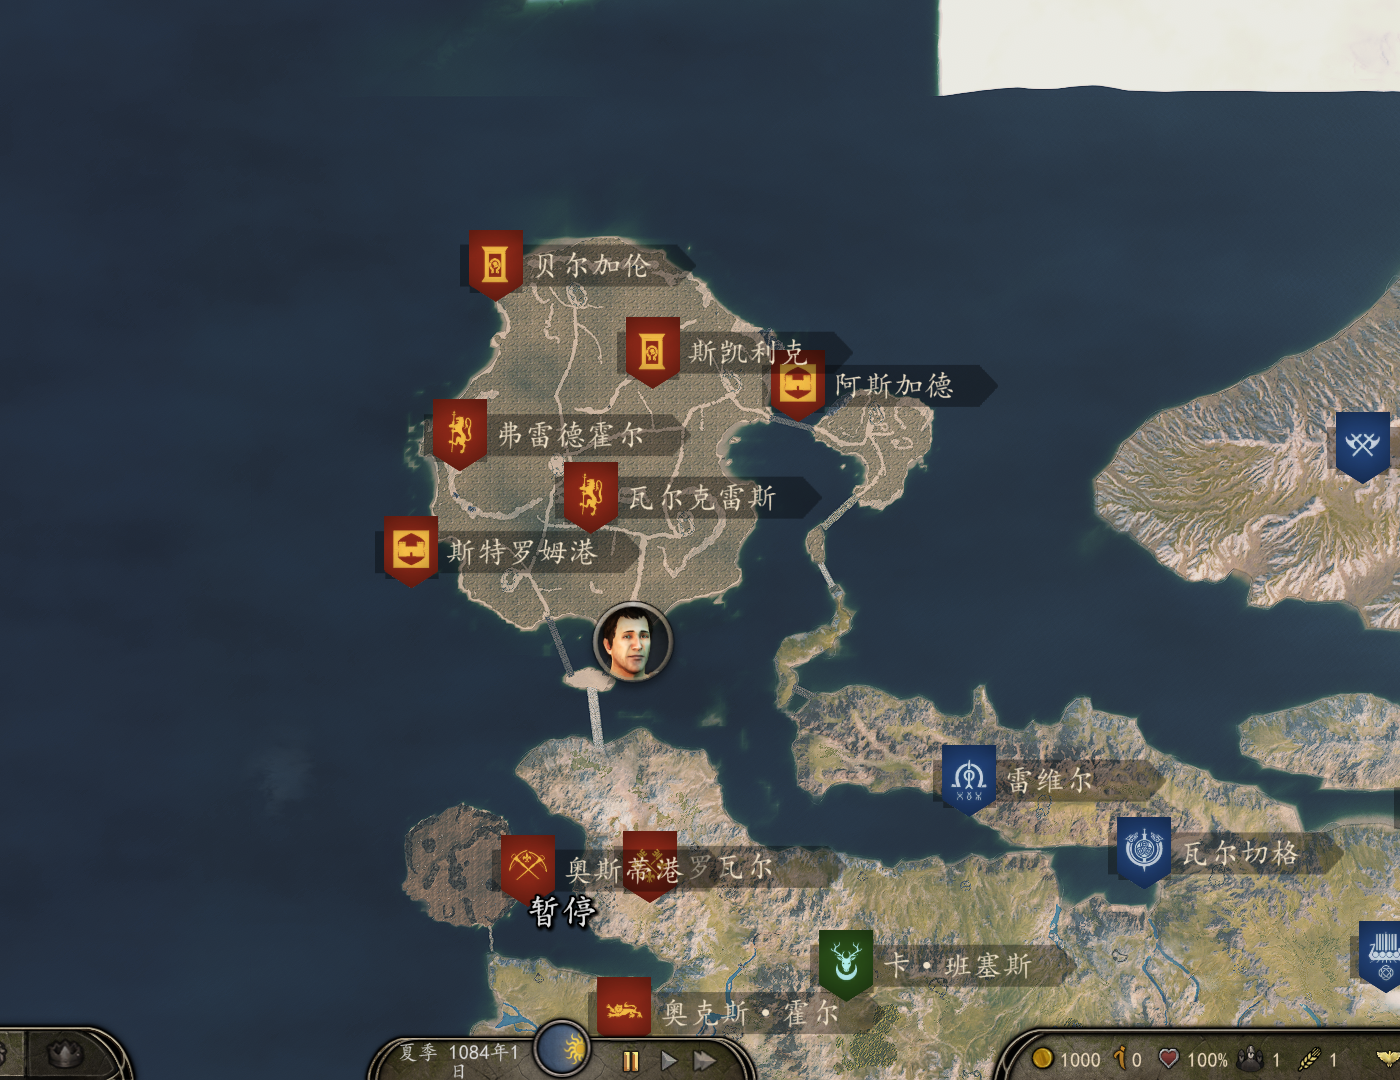 贝尔加伦
斯凯利克
阿斯加德
弗雷德霍尔
瓦尔克雷斯
斯特罗姆港
雷维尔
瓦尔切格
奥斯蒂港
罗瓦尔
暂停
卡·班塞斯
奥克斯·霍尔
夏季 1084年1
日
1000
0
100%
1
1